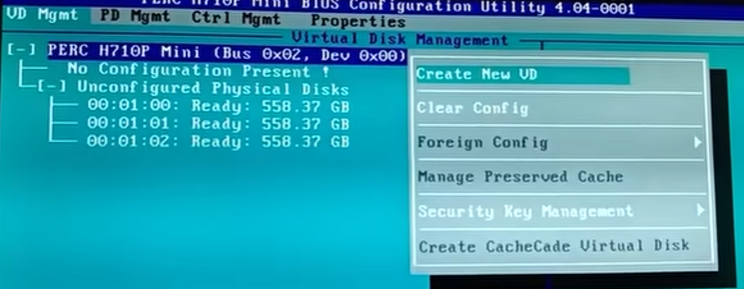 PERC H710P Mini BIOS Configuration Utility 4.04-0001
VD Mgmt PD Mgmt Ctrl Mgmt Properties
Virtual Disk Management
[-] PERC H710P Mini (Bus 0x02, Dev 0x00)
No Configuration Present !
[-] Unconfigured Physical Disks
00:01:00: Ready: 558.37 GB
00:01:01: Ready: 558.37 GB
00:01:02: Ready: 558.37 GB
Create New VD
Clear Config
Foreign Config
Manage Preserved Cache
Security Key Management
Create CacheCade Virtual Disk